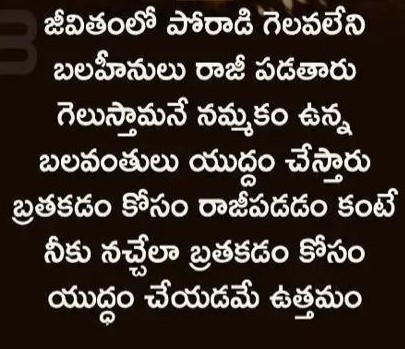 జీవితంలో పోరాడి గెలవలేని
బలహీనులు రాజీ పడతారు
గెలుస్తామనే నమ్మకం ఉన్న
బలవంతులు యుద్ధం చేస్తారు
బ్రతకడం కోసం రాజీపడడం కంటే
నీకు నచ్చేలా బ్రతకడం కోసం
యుద్ధం చేయడమే ఉత్తమం